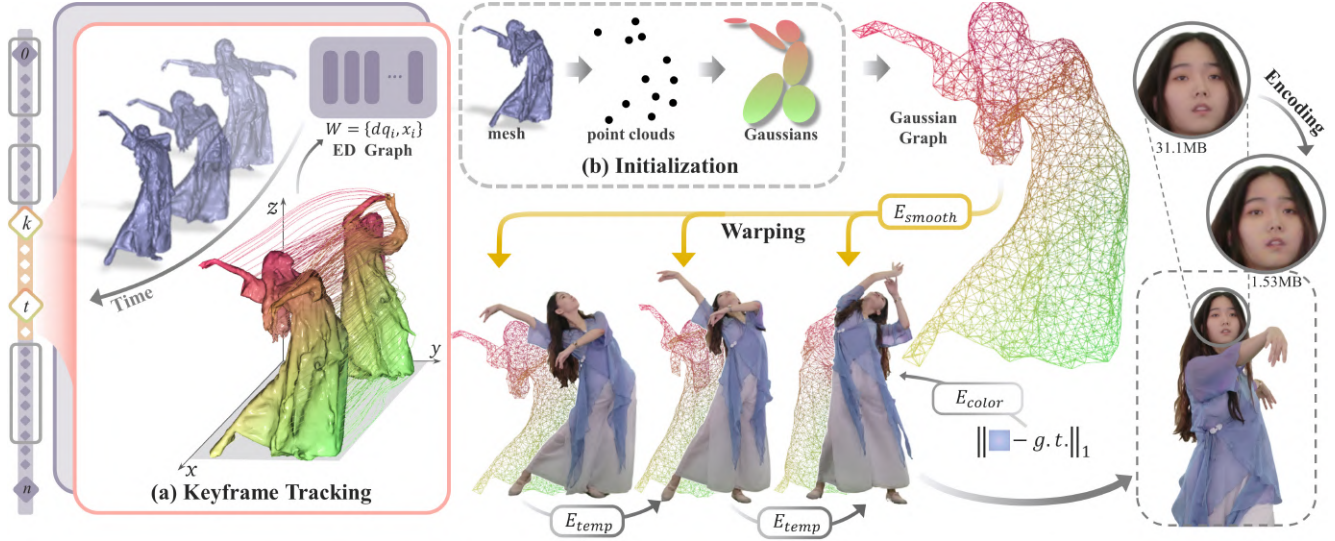 0
k
t
n
...
W = {dq_i, x_i}
ED Graph
Time
z
y
x
(a) Keyframe Tracking
mesh
point clouds
Gaussians
(b) Initialization
Gaussian
Graph
E_smooth
Warping
E_temp
E_temp
E_color
‖ - g.t.‖_1
Encoding
31.1MB
1.53MB